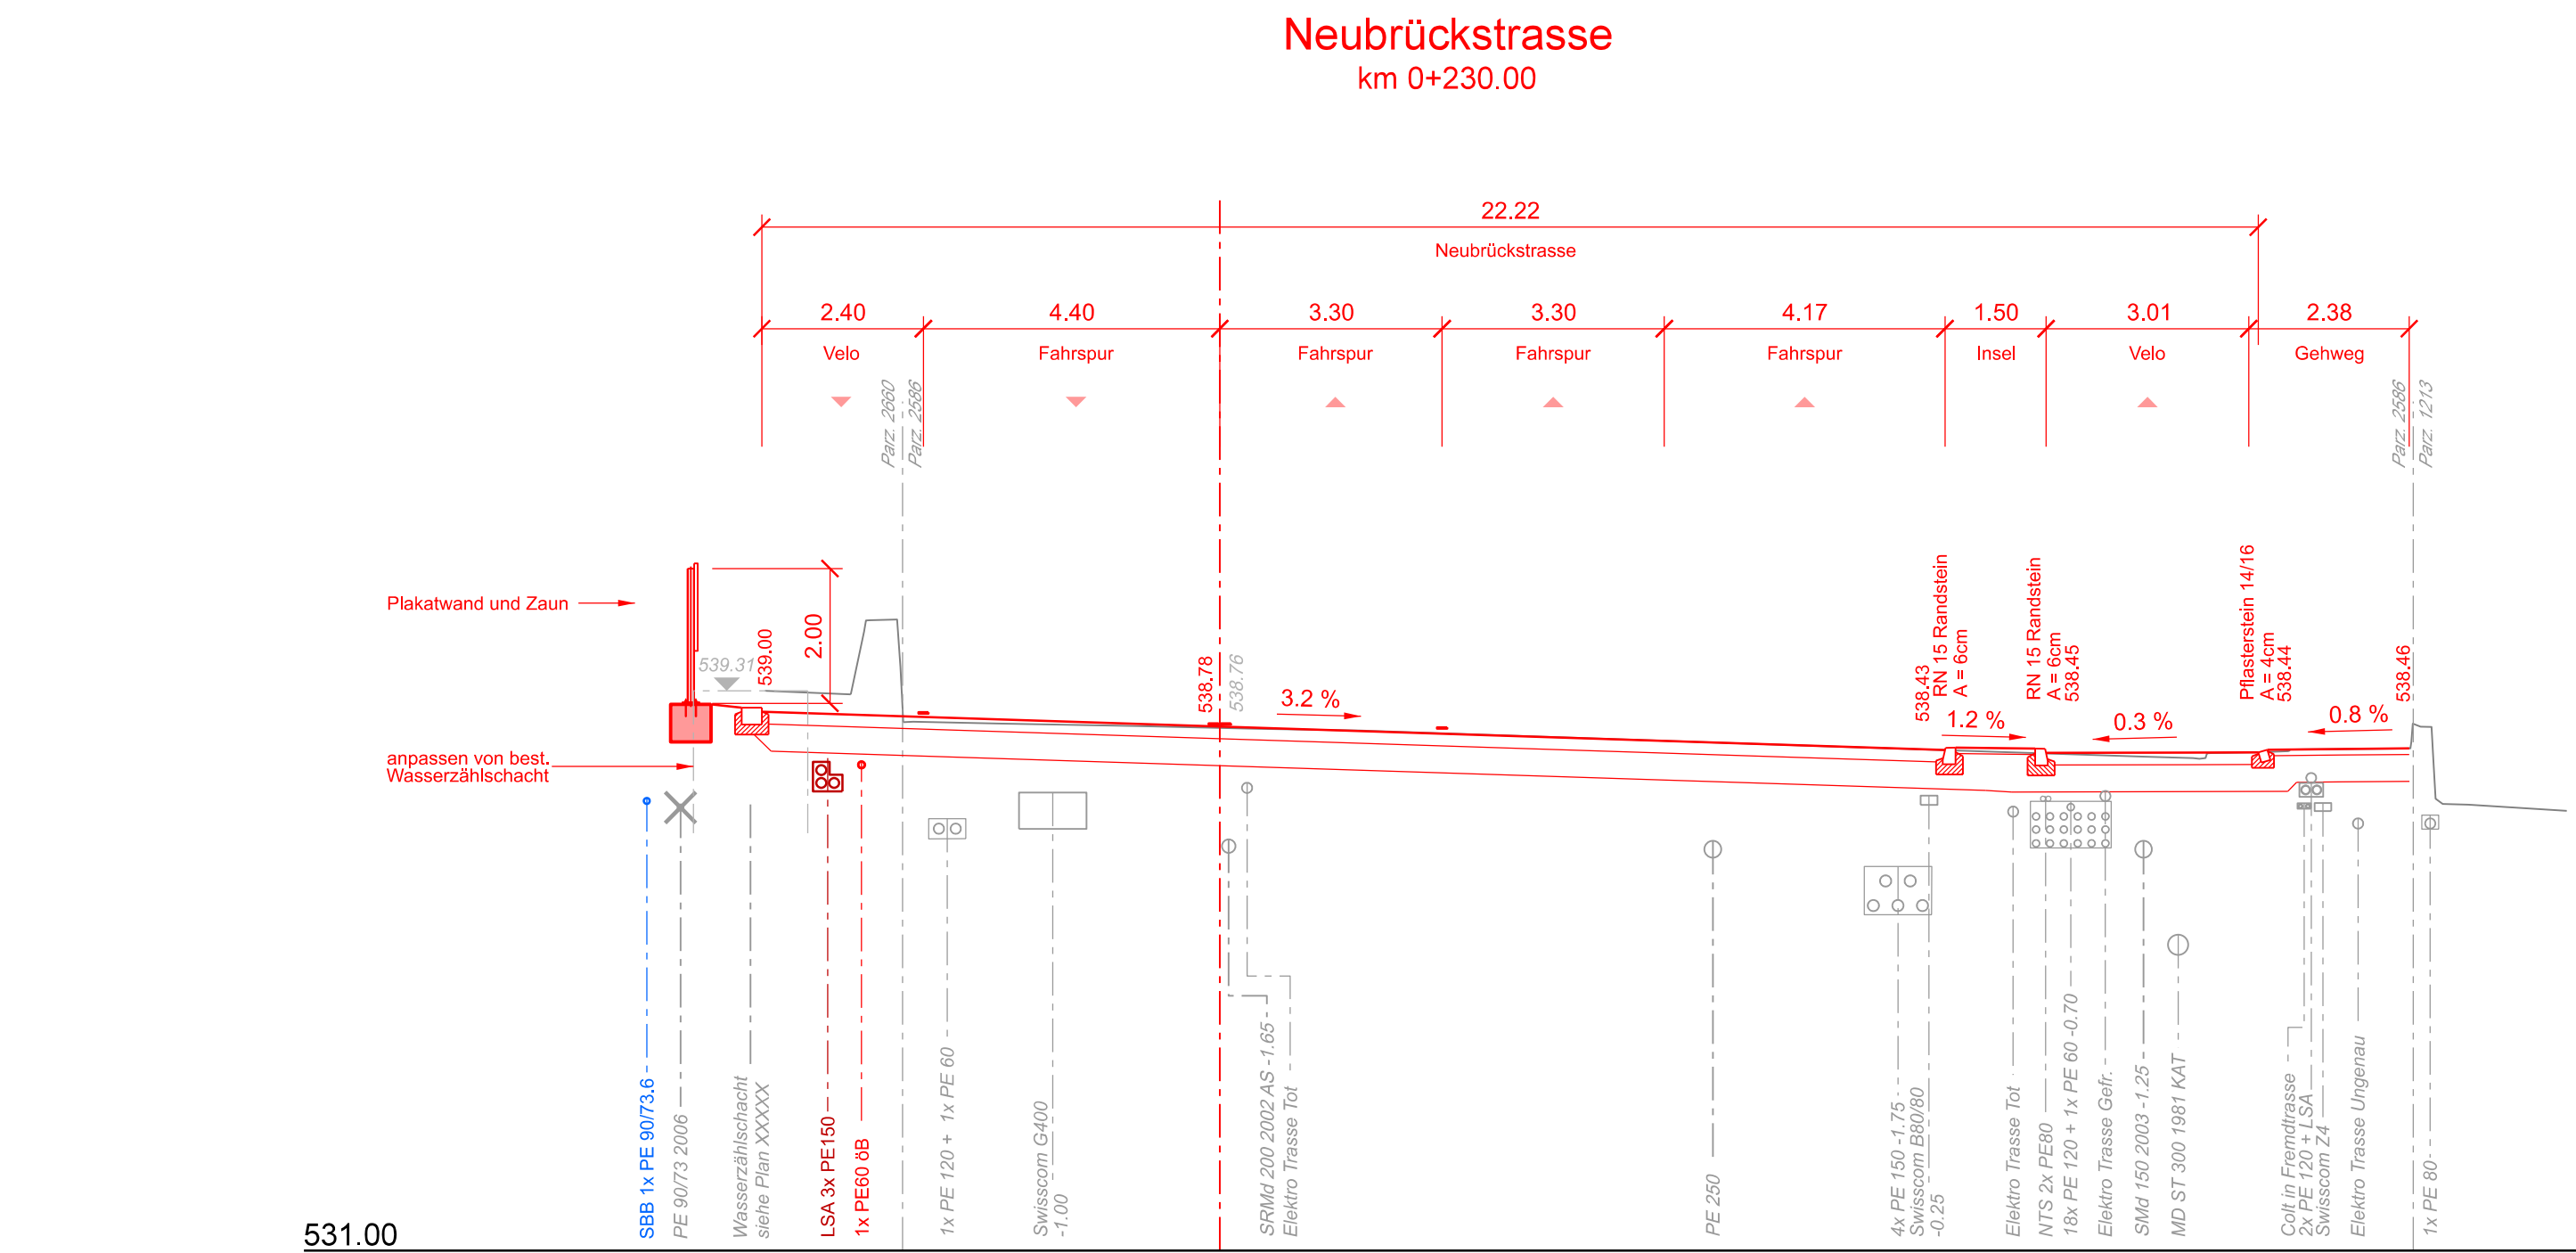 Neubrückstrasse
km 0+230.00
22.22
Neubrückstrasse
2.40
4.40
3.30
3.30
4.17
1.50
3.01
2.38
Velo
Fahrspur
Fahrspur
Fahrspur
Fahrspur
Insel
Velo
Gehweg
Parz. 2660
Parz. 2586
Parz. 2586
Parz. 1213
Plakatwand und Zaun
539.31
539.00
2.00
538.78
538.76
3.2 %
538.43
RN 15 Randstein
A = 6cm
1.2 %
RN 15 Randstein
A = 6cm
538.45
0.3 %
Pflasterstein 14/16
A = 4cm
538.44
0.8 %
538.46
anpassen von best.
Wasserzählschacht
SBB 1x PE 90/73.6
PE 90/73 2006
Wasserzählschacht
siehe Plan XXXXX
LSA 3x PE150
1x PE60 öB
1x PE 120 + 1x PE 60
Swisscom G400
-1.00
SRMd 200 2002 AS -1.65
Elektro Trasse Tot
PE 250
4x PE 150 -1.75
Swisscom B80/80
-0.25
Elektro Trasse Tot
NTS 2x PE80
18x PE 120 + 1x PE 60 -0.70
Elektro Trasse Gefr.
SMd 150 2003 -1.25
MD ST 300 1981 KAT
Colt in Fremdtrasse
2x PE 120 + LSA
Swisscom Z4
Elektro Trasse Ungenau
1x PE 80
531.00